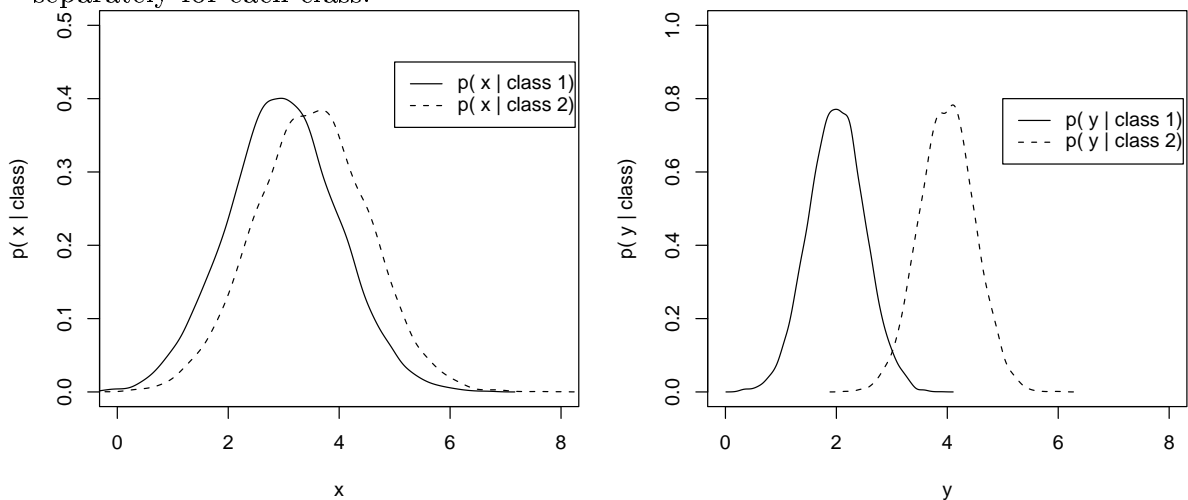 separately for each class.
0.5
0.4
0.3
0.2
0.1
0.0
p( x | class)
p( x | class 1)
p( x | class 2)
0 2 4 6 8
x
1.0
0.8
0.6
0.4
0.2
0.0
p( y | class)
p( y | class 1)
p( y | class 2)
0 2 4 6 8
y